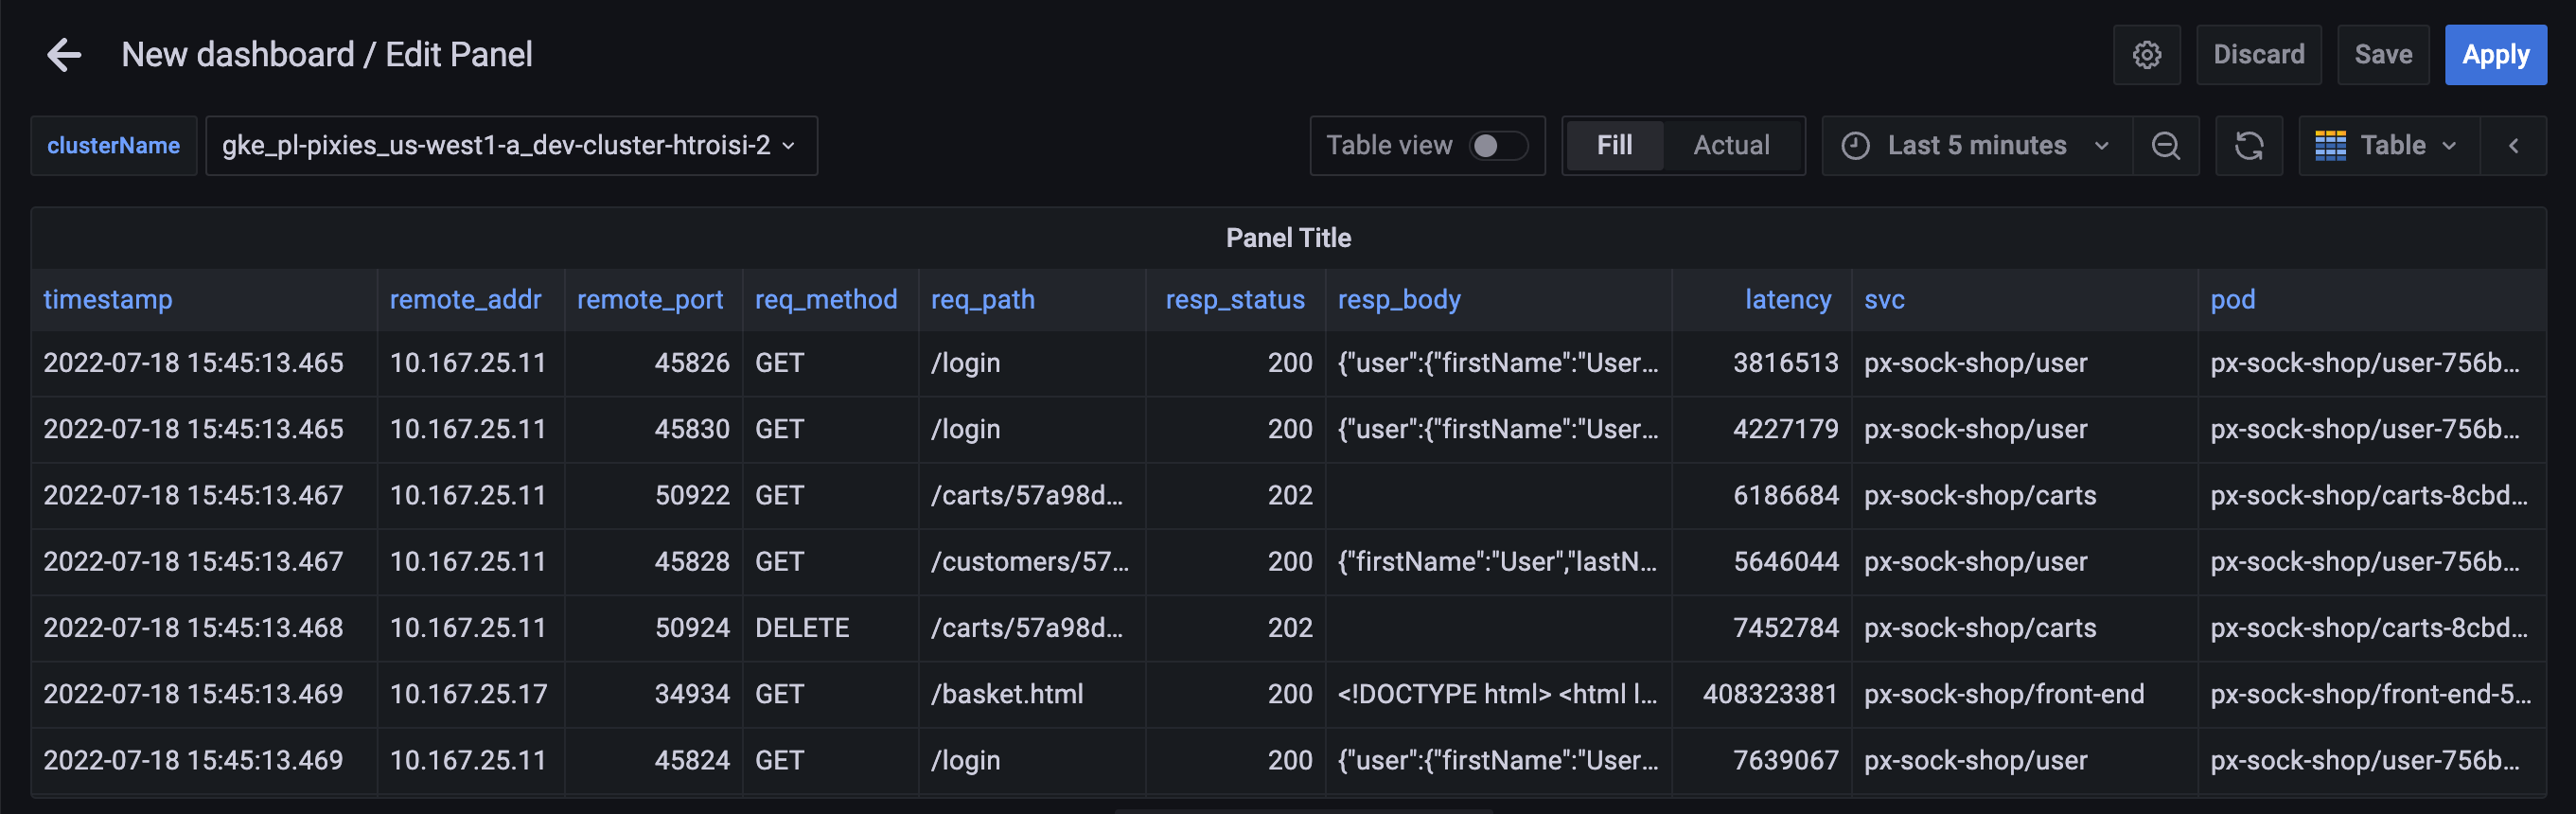 New dashboard / Edit Panel Discard Save Apply
clusterName gke_pl-pixies_us-west1-a_dev-cluster-htroisi-2 Table view Fill Actual Last 5 minutes Table
Panel Title
timestamp remote_addr remote_port req_method req_path resp_status resp_body latency svc pod
2022-07-18 15:45:13.465 10.167.25.11 45826 GET /login 200 {"user":{"firstName":"User... 3816513 px-sock-shop/user px-sock-shop/user-756b...
2022-07-18 15:45:13.465 10.167.25.11 45830 GET /login 200 {"user":{"firstName":"User... 4227179 px-sock-shop/user px-sock-shop/user-756b...
2022-07-18 15:45:13.467 10.167.25.11 50922 GET /carts/57a98d... 202 6186684 px-sock-shop/carts px-sock-shop/carts-8cbd...
2022-07-18 15:45:13.467 10.167.25.11 45828 GET /customers/57... 200 {"firstName":"User","lastN... 5646044 px-sock-shop/user px-sock-shop/user-756b...
2022-07-18 15:45:13.468 10.167.25.11 50924 DELETE /carts/57a98d... 202 7452784 px-sock-shop/carts px-sock-shop/carts-8cbd...
2022-07-18 15:45:13.469 10.167.25.17 34934 GET /basket.html 200 <!DOCTYPE html> <html l... 408323381 px-sock-shop/front-end px-sock-shop/front-end-5...
2022-07-18 15:45:13.469 10.167.25.11 45824 GET /login 200 {"user":{"firstName":"User... 7639067 px-sock-shop/user px-sock-shop/user-756b...